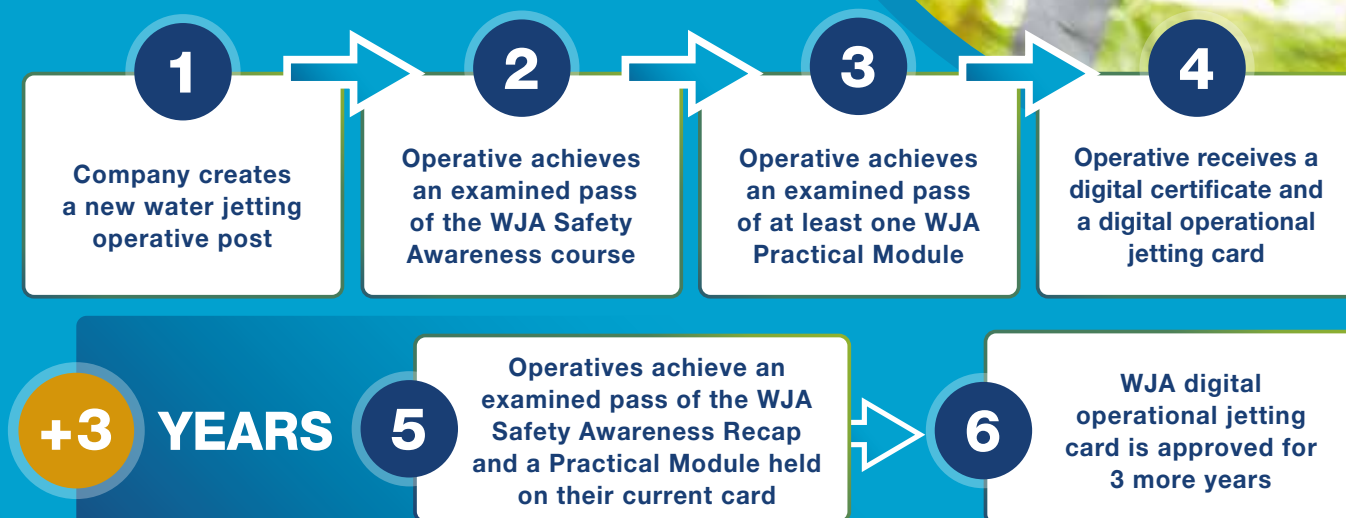 1
Company creates
a new water jetting
operative post
2
Operative achieves
an examined pass
of the WJA Safety
Awareness course
3
Operative achieves
an examined pass
of at least one WJA
Practical Module
4
Operative receives a
digital certificate and
a digital operational
jetting card
+3 YEARS
5
Operatives achieve an
examined pass of the WJA
Safety Awareness Recap
and a Practical Module held
on their current card
6
WJA digital
operational jetting
card is approved for
3 more years